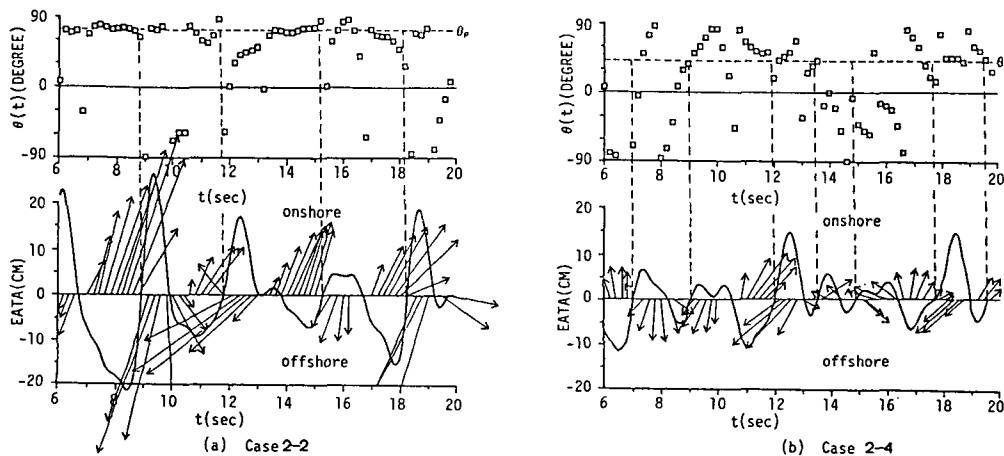 θ(t)(DEGREE)
90
0
-90
θP
6 8 10 12 14 16 18 20
t(sec)
onshore
EATA(CM)
20
10
0
-10
-20
offshore
6 8 10 12 14 16 18 20
t(sec)
(a) Case 2-2
θ(t)(DEGREE)
90
0
-90
θ
6 8 10 12 14 16 18 20
t(sec)
onshore
EATA(CM)
20
10
0
-10
-20
offshore
6 8 10 12 14 16 18 20
t(sec)
(b) Case 2-4